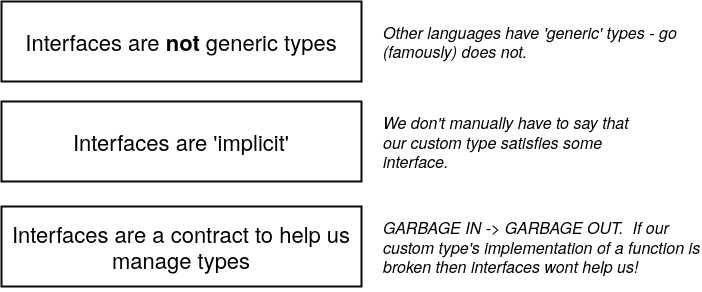 Interfaces are not generic types
Other languages have 'generic' types - go
(famously) does not.
Interfaces are 'implicit'
We don't manually have to say that
our custom type satisfies some
interface.
Interfaces are a contract to help us
manage types
GARBAGE IN -> GARBAGE OUT.  If our
custom type's implementation of a function is
broken then interfaces wont help us!